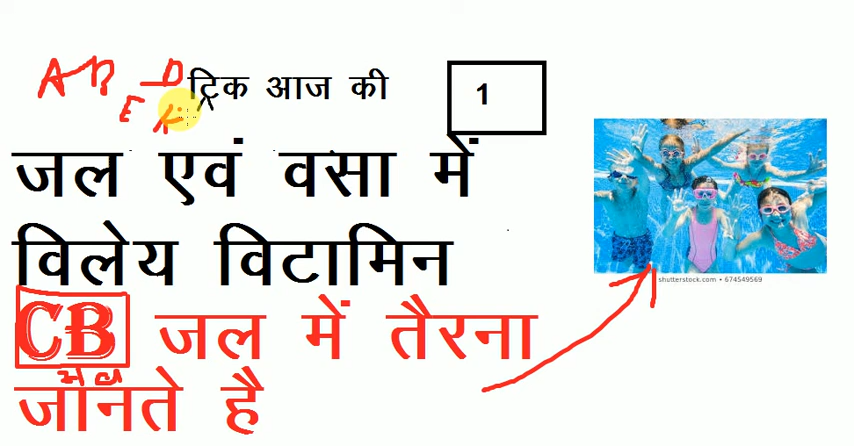 A B D ट्रिक आज की 1
E K
जल एवं वसा में
विलेय विटामिन
shutterstock.com • 674549569
CB जल में तैरना
जानते है